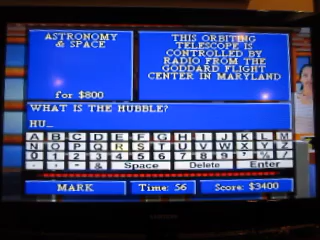 ASTRONOMY
& SPACE
for $800
THIS ORBITING
TELESCOPE IS
CONTROLLED BY
RADIO FROM THE
GODDARD FLIGHT
CENTER IN MARYLAND
WHAT IS THE HUBBLE?
HU_
A B C D E F G H I J K L M
N O P Q R S T U V W X Y Z
0 1 2 3 4 5 6 7 8 9
& Space Delete Enter
MARK Time: 56 Score: $3400